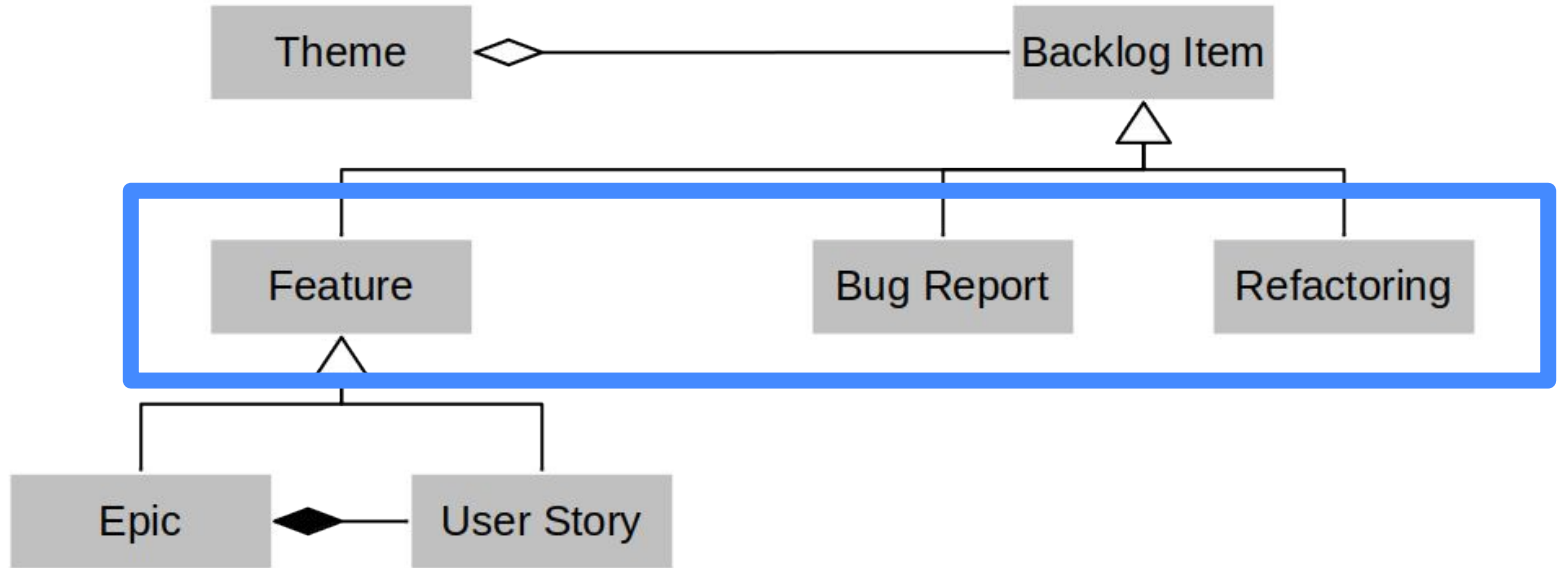 Theme
Backlog Item
Feature
Bug Report
Refactoring
Epic
User Story